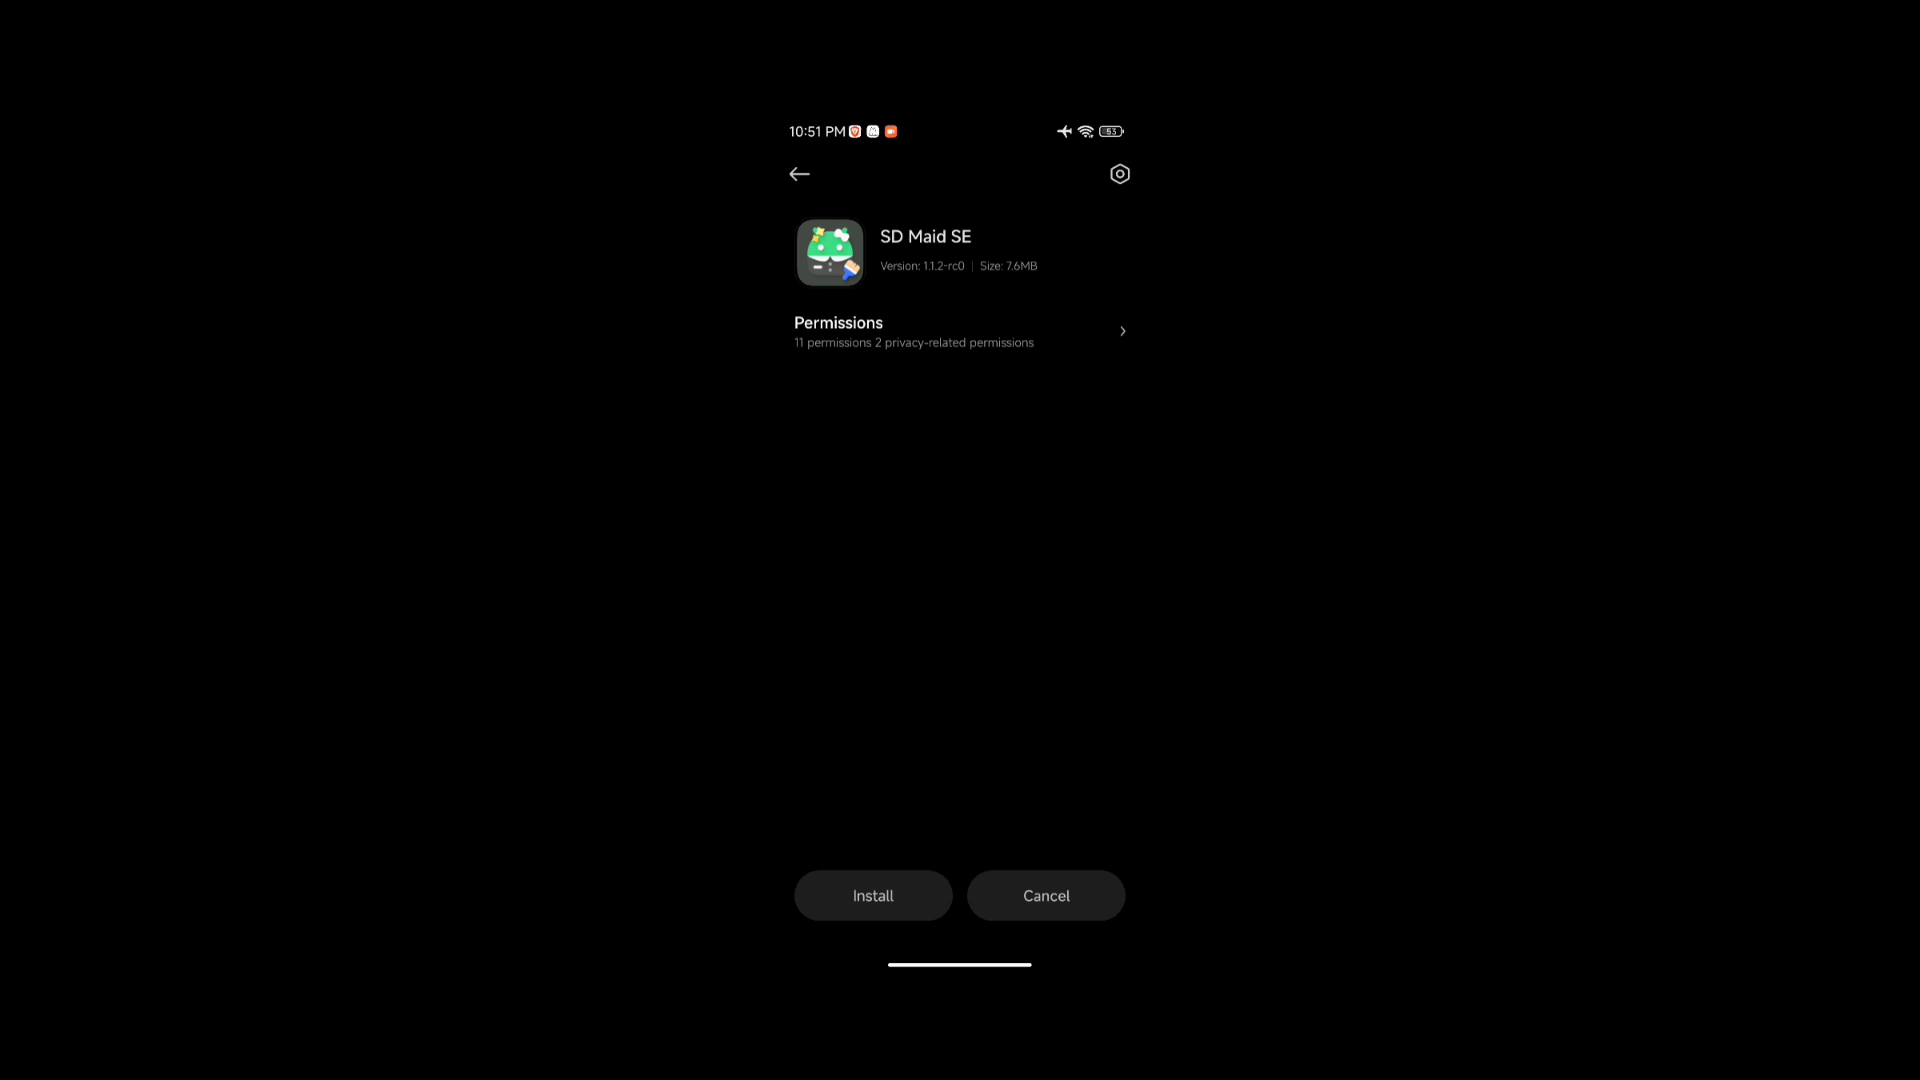 10:51 PM
53
SD Maid SE
Version: 1.1.2-rc0 | Size: 7.6MB
Permissions
11 permissions 2 privacy-related permissions
Install
Cancel